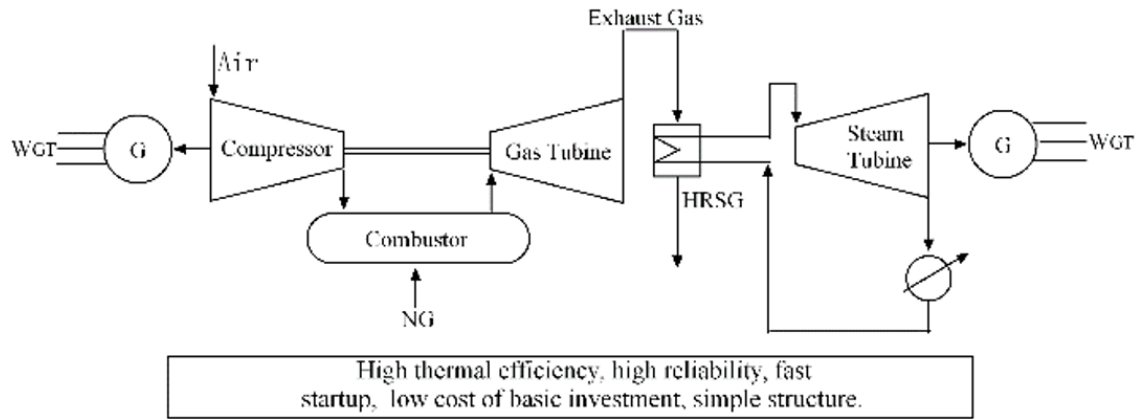 Exhaust Gas
Air
WGT
G
Compressor
Gas Tubine
Steam
Tubine
G
WGT
HRSG
Combustor
NG
High thermal efficiency, high reliability, fast
startup, low cost of basic investment, simple structure.